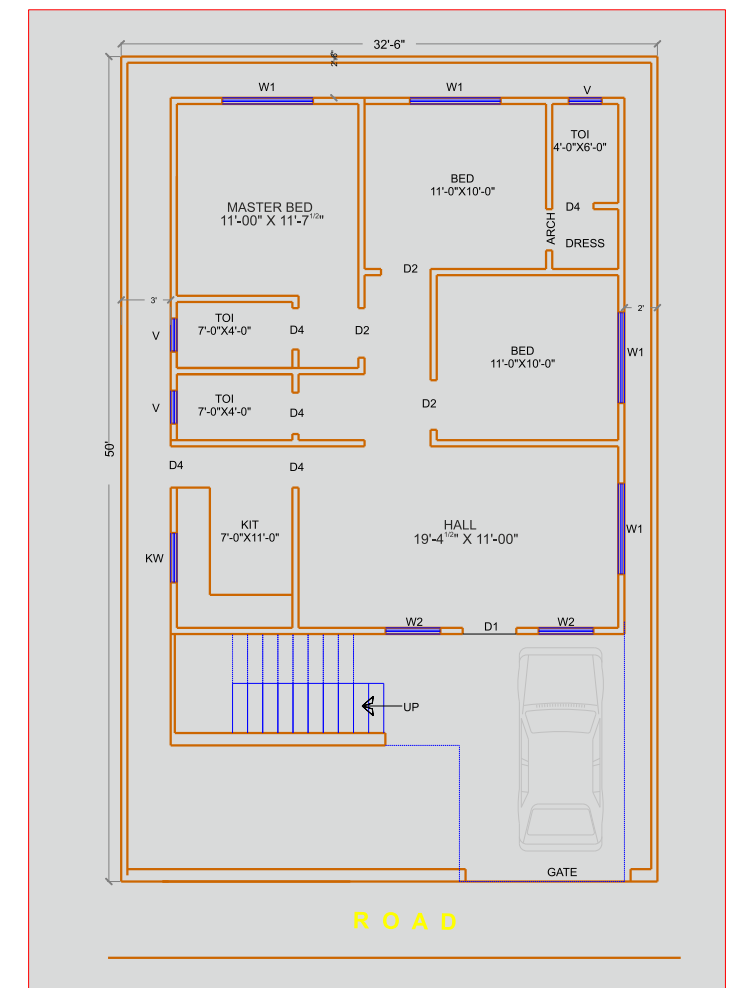 32'-6"
2'-6"
W1
W1
V
TOI
4'-0"X6'-0"
BED
11'-0"X10'-0"
MASTER BED
11'-00" X 11'-7 1/2"
D4
ARCH
DRESS
D2
3'
2'
TOI
7'-0"X4'-0"
D4
D2
V
BED
11'-0"X10'-0"
W1
TOI
7'-0"X4'-0"
D4
V
D2
50'
D4
D4
KIT
7'-0"X11'-0"
HALL
19'-4 1/2" X 11'-00"
W1
KW
W2
D1
W2
UP
GATE
ROAD